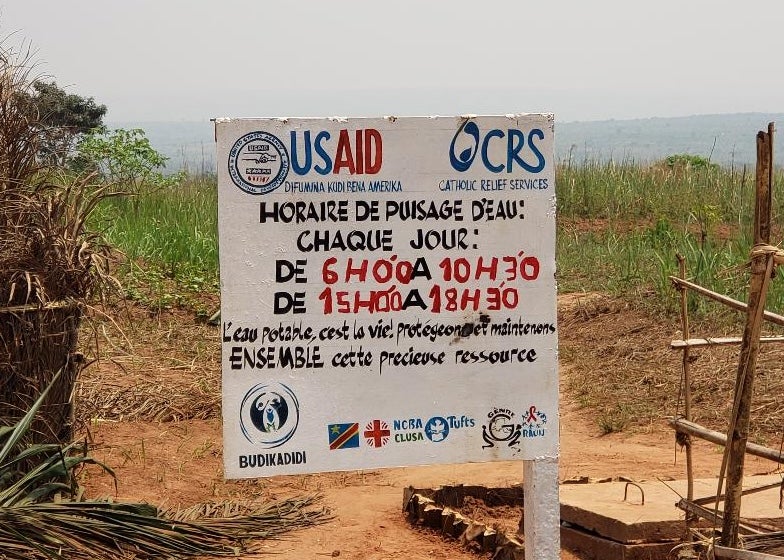 USAID
DIFUMINA KUDI BENA AMERIKA
CRS
CATHOLIC RELIEF SERVICES
HORAIRE DE PUISAGE D'EAU:
CHAQUE JOUR:
DE 6H00 A 10H30
DE 15H00 A 18H30
L'eau potable, c'est la vie! protégeons et maintenons
ENSEMBLE cette precieuse ressource
BUDIKADIDI
NCBA
CLUSA
Tufts